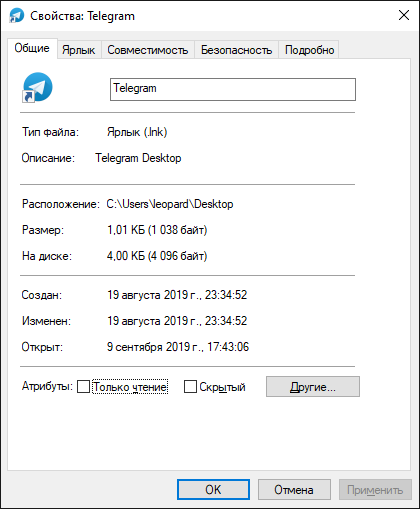 Свойства: Telegram
Общие Ярлык Совместимость Безопасность Подробно
Telegram
Тип файла: Ярлык (.lnk)
Описание: Telegram Desktop
Расположение: C:\Users\leopard\Desktop
Размер: 1,01 КБ (1 038 байт)
На диске: 4,00 КБ (4 096 байт)
Создан: 19 августа 2019 г., 23:34:52
Изменен: 19 августа 2019 г., 23:34:52
Открыт: 9 сентября 2019 г., 17:43:06
Атрибуты: Только чтение Скрытый Другие...
OK Отмена Применить